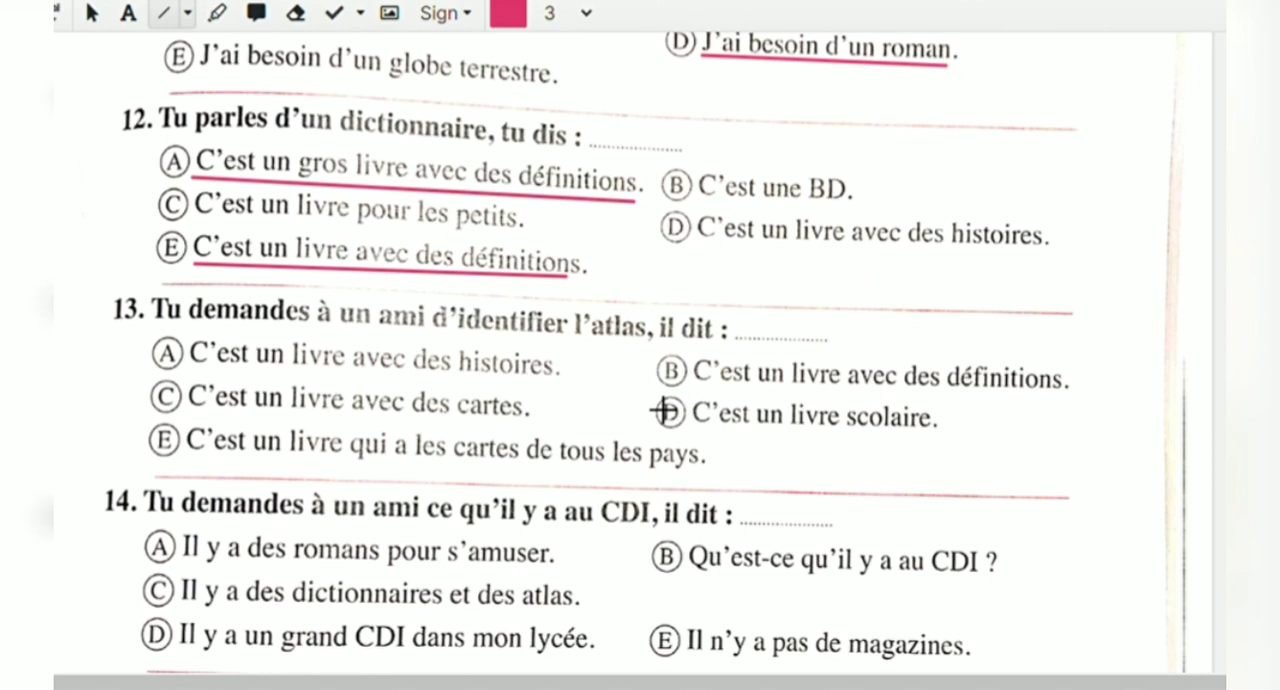 A Sign 3
Ⓔ J'ai besoin d'un globe terrestre.
Ⓓ J'ai besoin d'un roman.
12. Tu parles d'un dictionnaire, tu dis : ..................
Ⓐ C'est un gros livre avec des définitions. Ⓑ C'est une BD.
Ⓒ C'est un livre pour les petits. Ⓓ C'est un livre avec des histoires.
Ⓔ C'est un livre avec des définitions.
13. Tu demandes à un ami d'identifier l'atlas, il dit : ..................
Ⓐ C'est un livre avec des histoires. Ⓑ C'est un livre avec des définitions.
Ⓒ C'est un livre avec des cartes. Ⓓ C'est un livre scolaire.
Ⓔ C'est un livre qui a les cartes de tous les pays.
14. Tu demandes à un ami ce qu'il y a au CDI, il dit : ..................
Ⓐ Il y a des romans pour s'amuser. Ⓑ Qu'est-ce qu'il y a au CDI ?
Ⓒ Il y a des dictionnaires et des atlas.
Ⓓ Il y a un grand CDI dans mon lycée. Ⓔ Il n'y a pas de magazines.